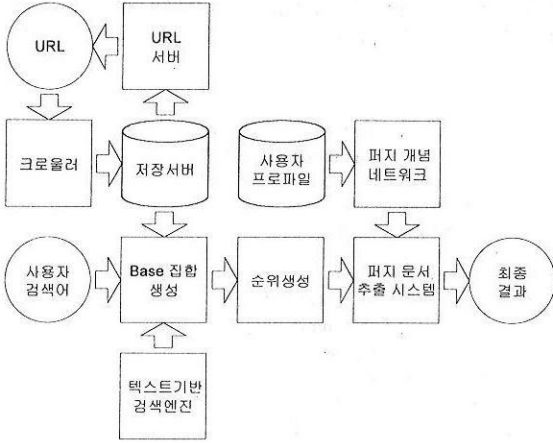 URL
URL
서버
크로울러
저장서버
사용자
프로파일
퍼지 개념
네트워크
사용자
검색어
Base 집합
생성
순위생성
퍼지 문서
추출 시스템
최종
결과
텍스트기반
검색엔진